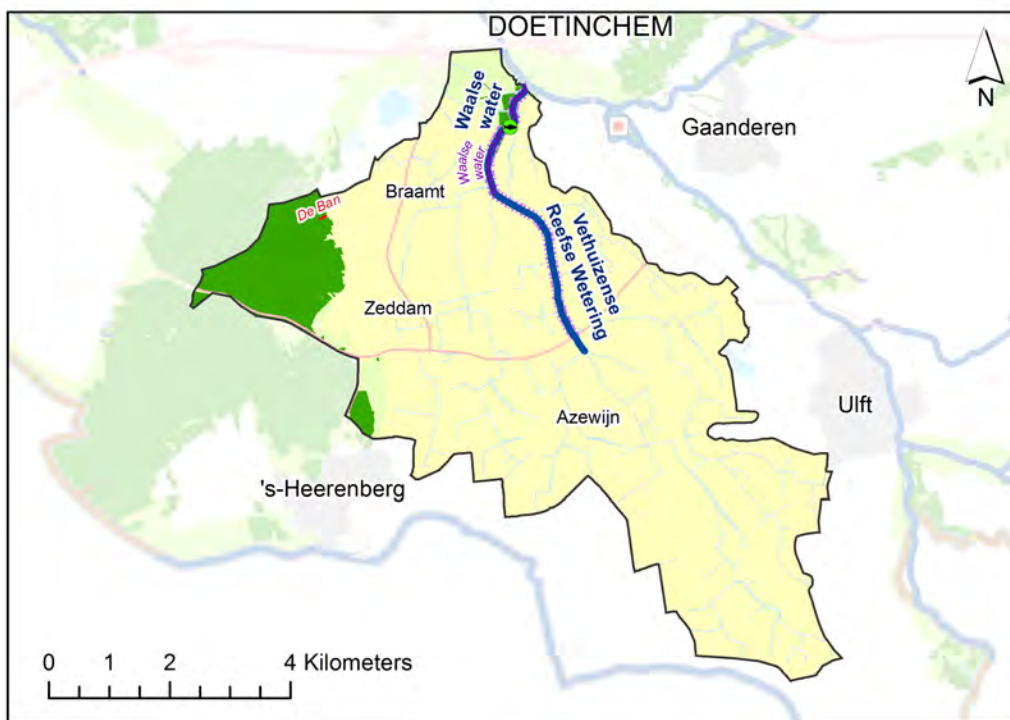 DOETINCHEM
N
Waalse
water
Gaanderen
Waalse
water
Braamt
De Ban
Vethuizense
Reefse Wetering
Zeddam
Ulft
Azewijn
's-Heerenberg
0 1 2 4 Kilometers